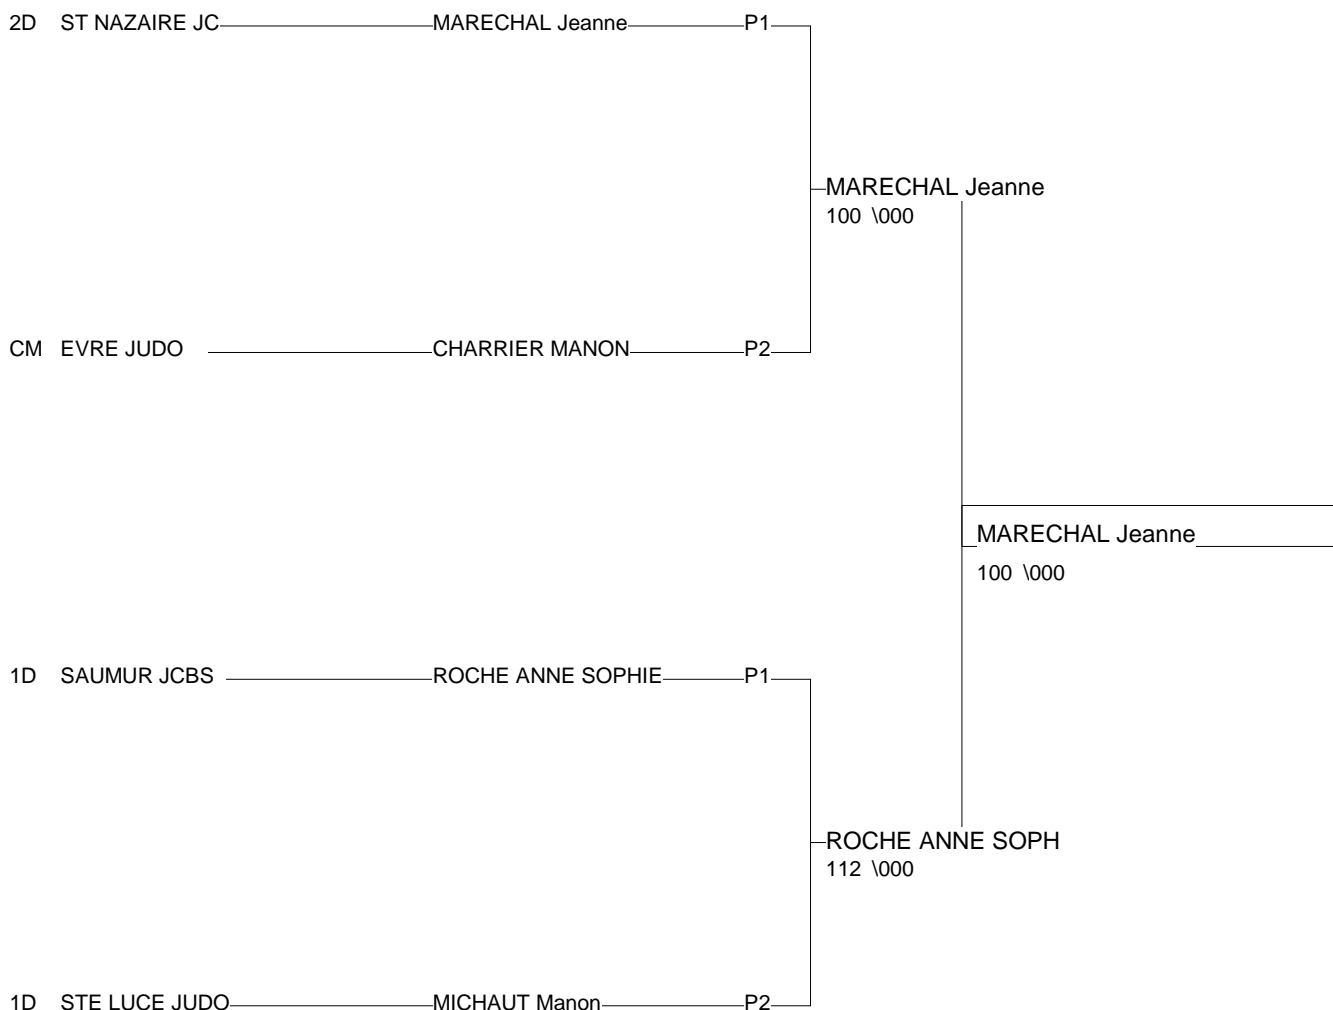 2D ST NAZAIRE JC MARECHAL Jeanne P1
MARECHAL Jeanne
100 \000
CM EVRE JUDO CHARRIER MANON P2
MARECHAL Jeanne
100 \000
1D SAUMUR JCBS ROCHE ANNE SOPHIE P1
ROCHE ANNE SOPH
112 \000
1D STE LUCE JUDO MICHAUT Manon P2